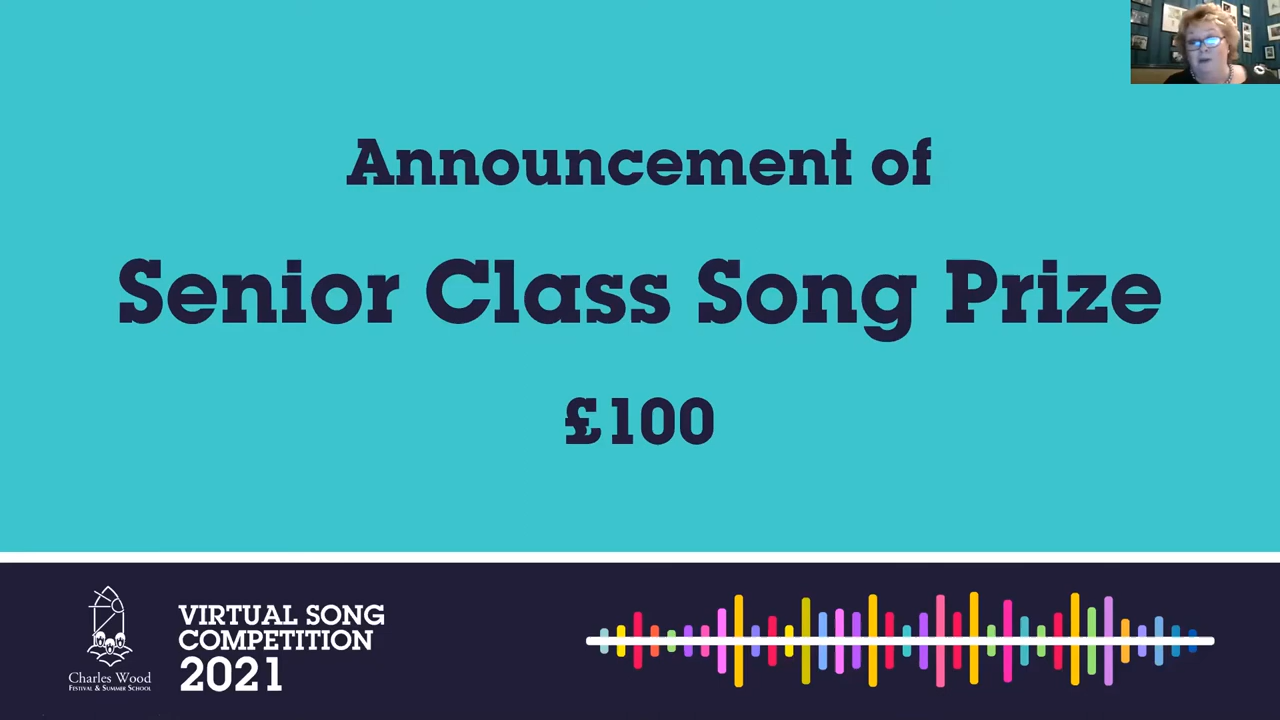 Announcement of
Senior Class Song Prize
£100
VIRTUAL SONG
COMPETITION
2021
Charles Wood
FESTIVAL & SUMMER SCHOOL